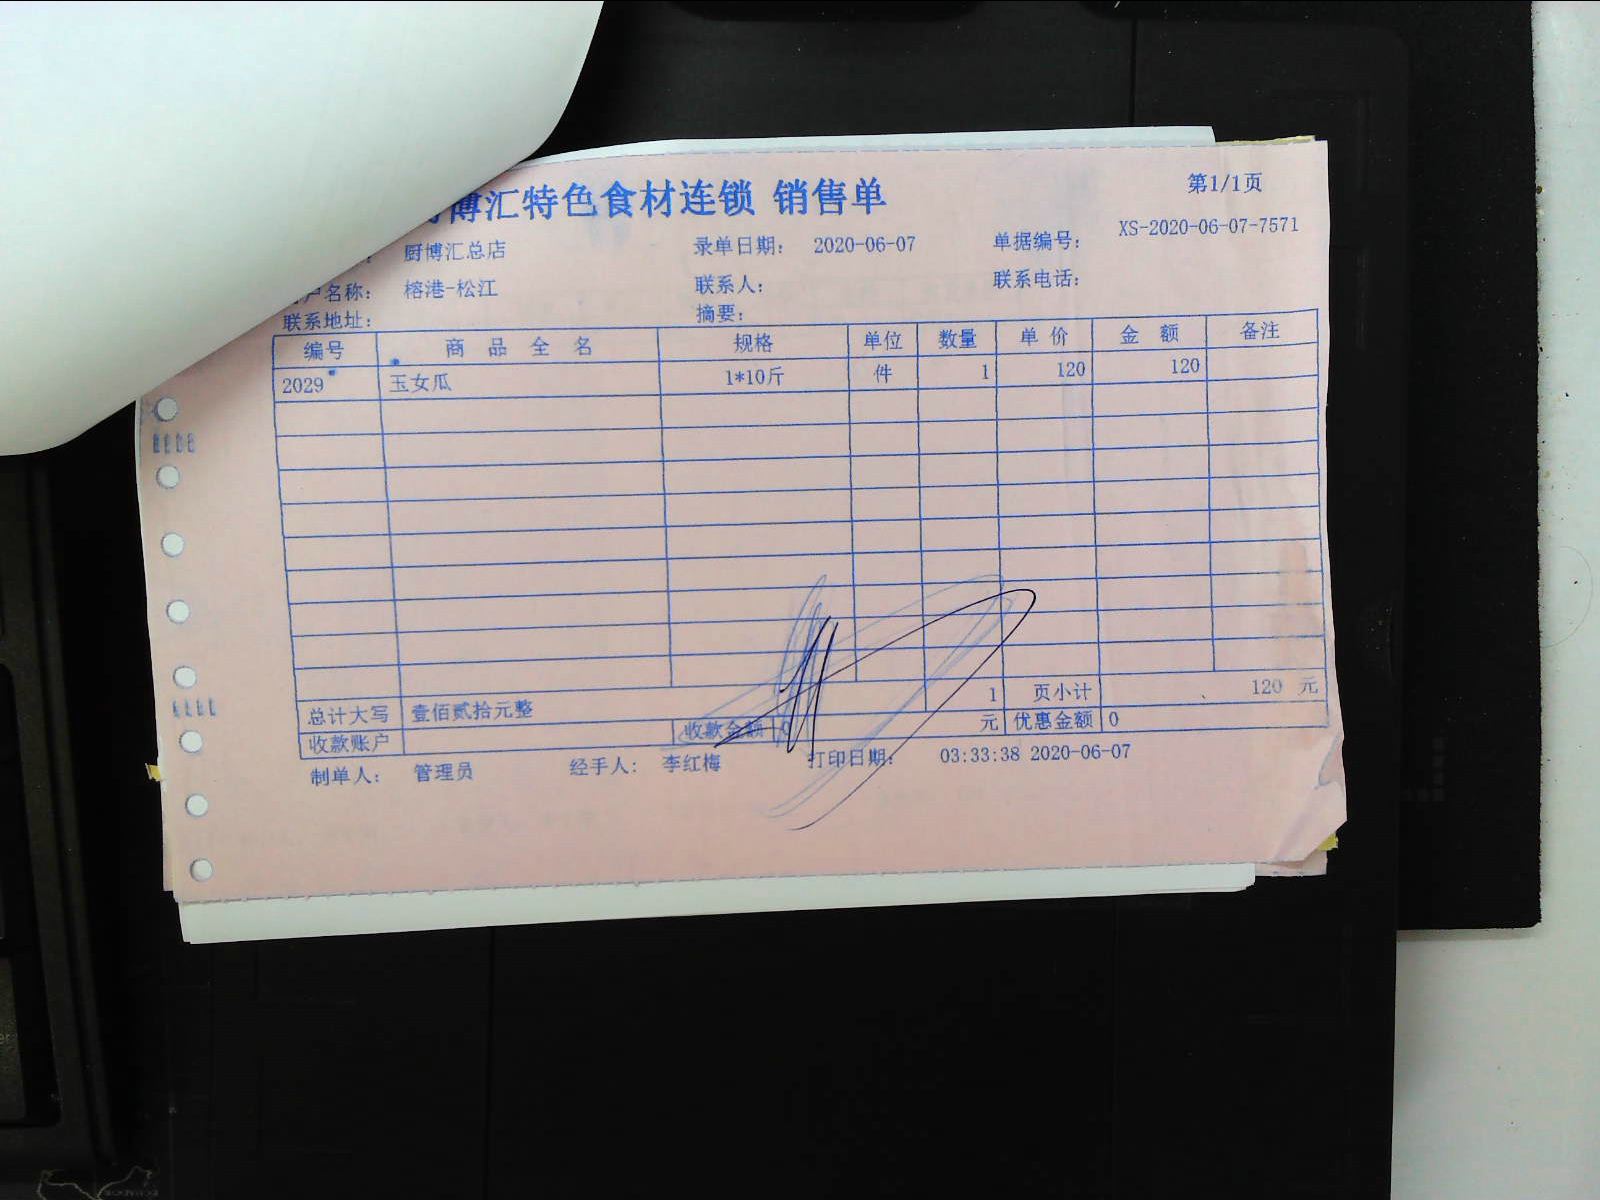 博汇特色食材连锁 销售单 第1/1页
厨博汇总店 录单日期: 2020-06-07 单据编号: XS-2020-06-07-7571
户名称: 榕港-松江 联系人: 联系电话:
联系地址: 摘要:
编号 商品全名 规格 单位 数量 单价 金额 备注
2029 玉女瓜 1*10斤 件 1 120 120
总计大写 壹佰贰拾元整 1 页小计 120 元
收款账户 收款金额 0 元 优惠金额 0
制单人: 管理员 经手人: 李红梅 打印日期: 03:33:38 2020-06-07